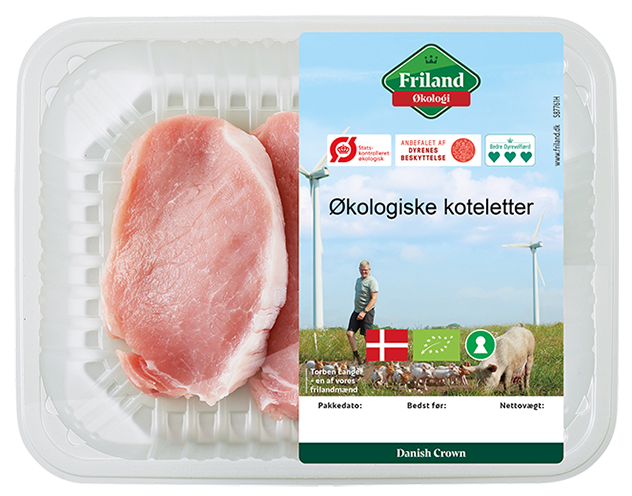 Friland
Økologi
www.friland.dk
S87761H
Stats-
kontrolleret
økologisk
ANBEFALET AF
DYRENES
BESKYTTELSE
Bedre Dyrevelfærd
Økologiske koteletter
Torben Langer
- en af vores
frilandmænd
Pakkedato: Bedst før: Nettovægt:
Danish Crown